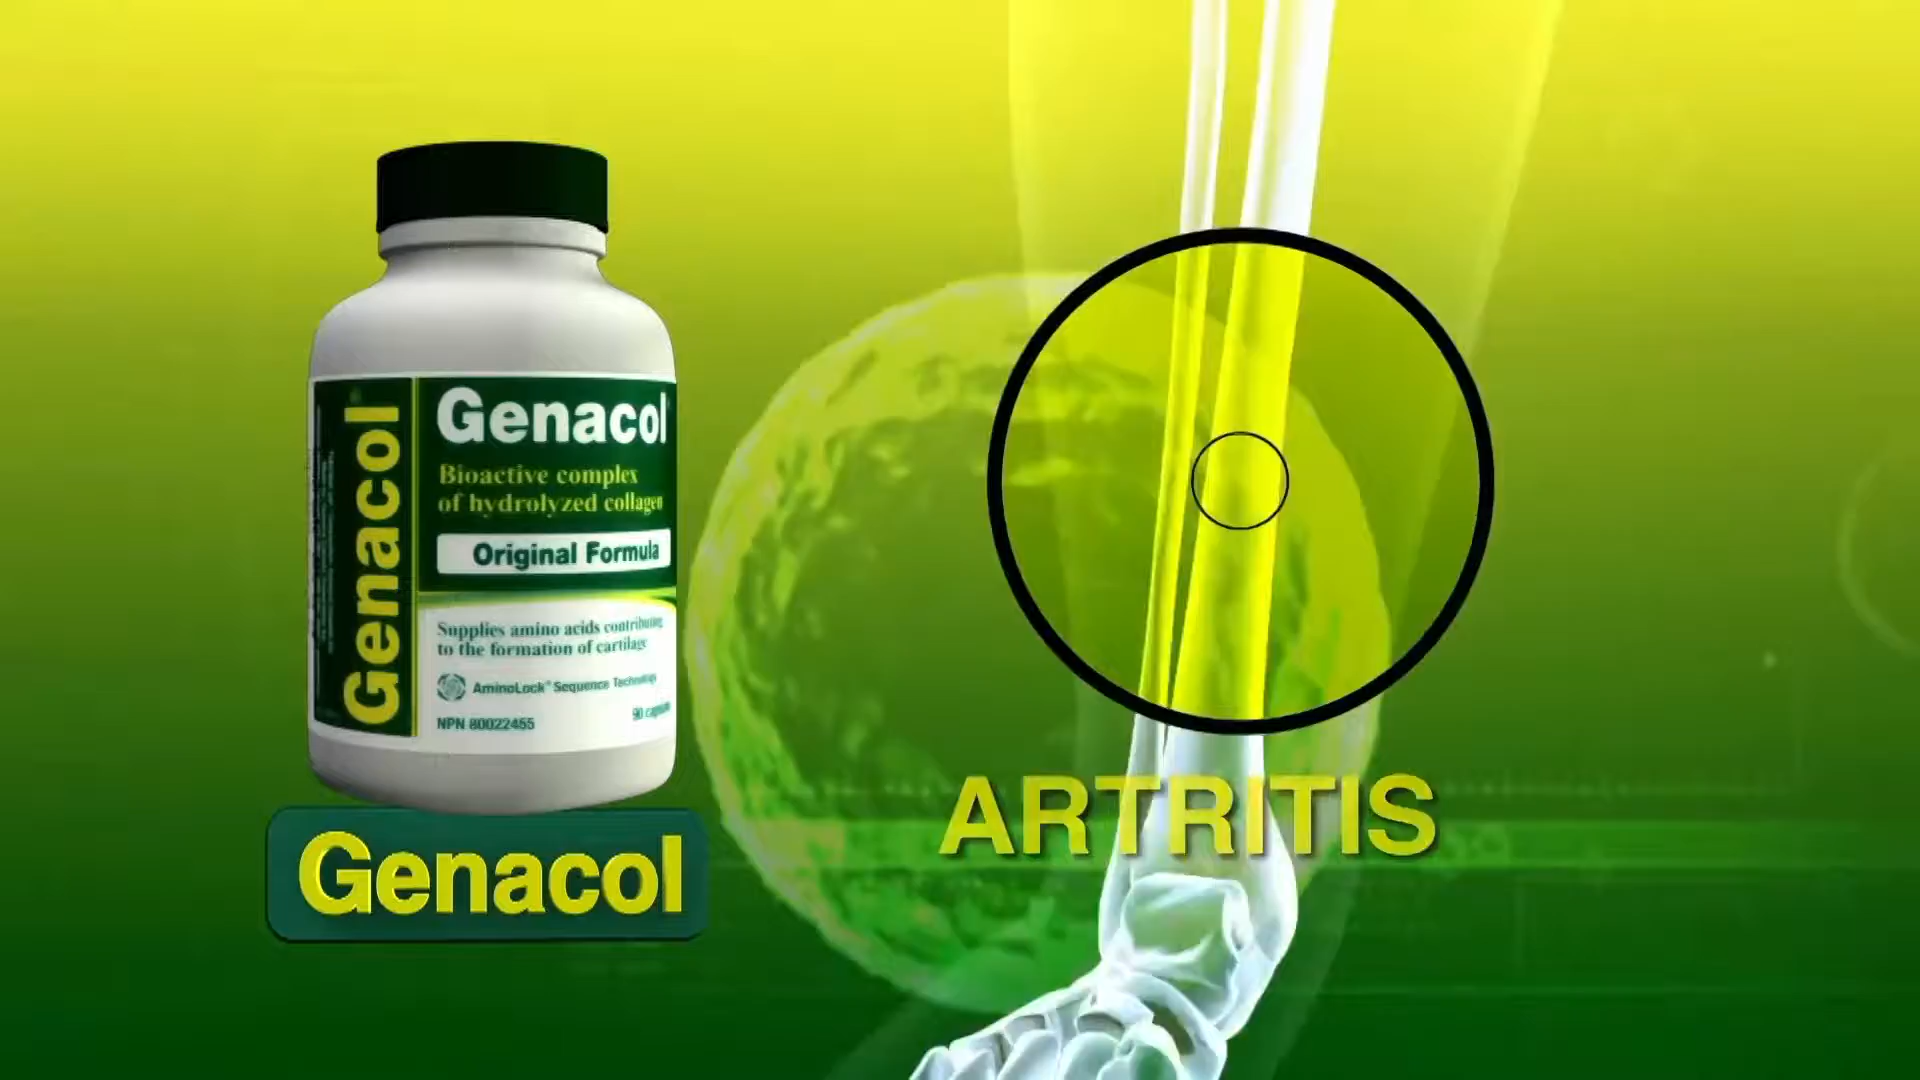 Genacol
Genacol
Bioactive complex
of hydrolyzed collagen
Original Formula
Supplies amino acids contributing
to the formation of cartilage
AminoLock® Sequence Technology
NPN 80022455
90 capsules
Genacol
ARTRITIS